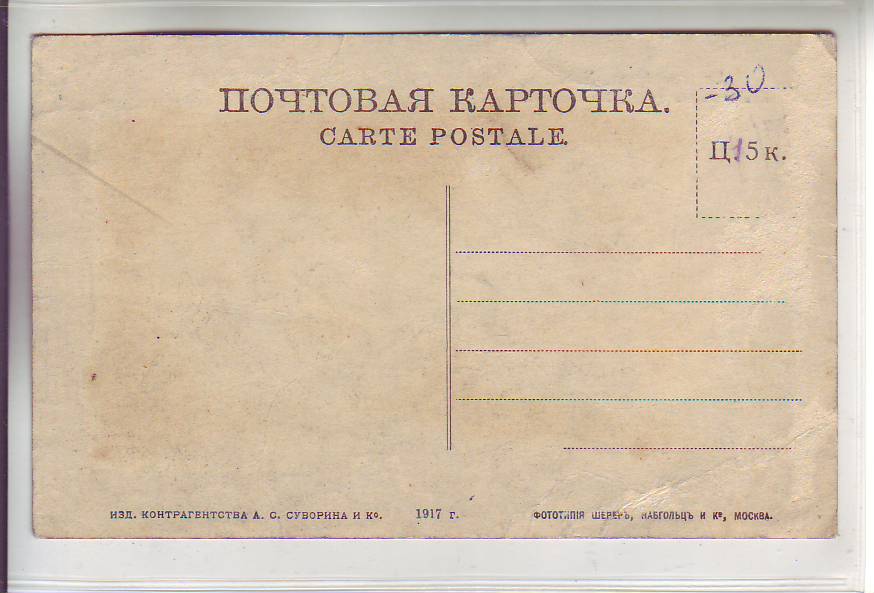 ПОЧТОВАЯ КАРТОЧКА.
CARTE POSTALE.
-30
Ц.15 к.
ИЗД. КОНТРАГЕНТСТВА А. С. СУВОРИНА И Ко. 1917 г. ФОТОТИПІЯ ШЕРЕРЪ, НАБГОЛЬЦЪ И Ко, МОСКВА.